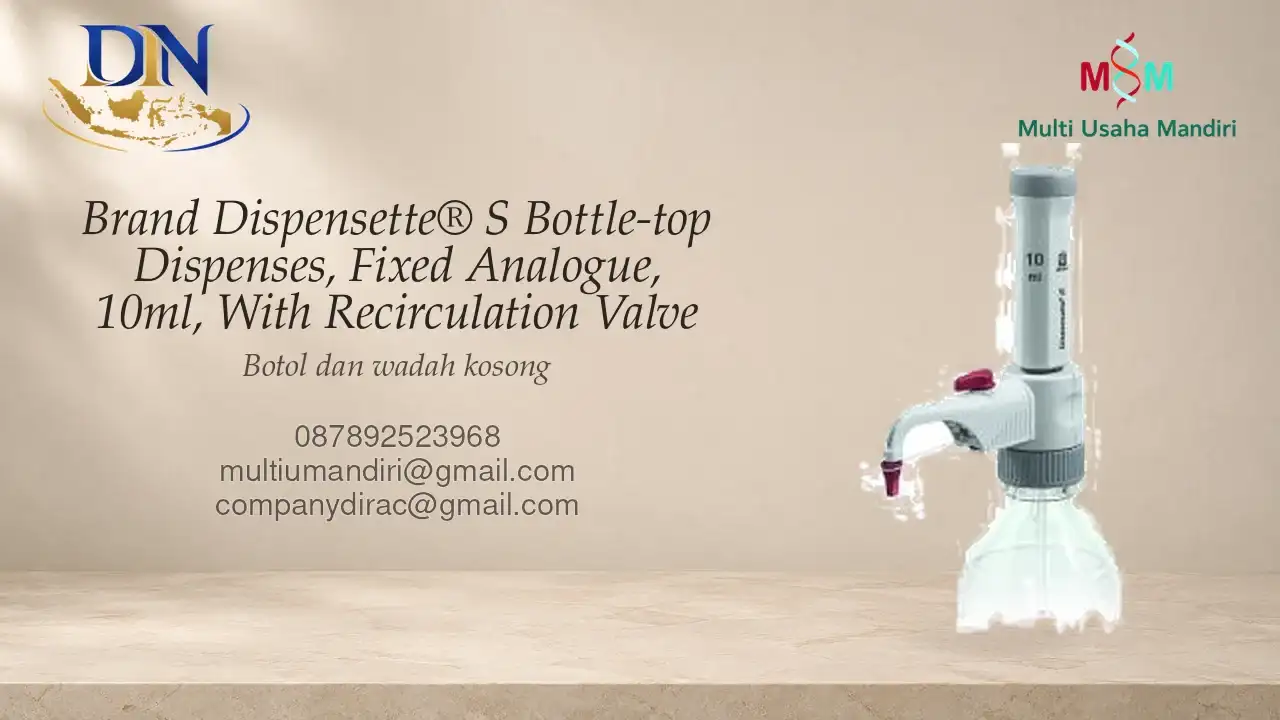 DN
MSM
Multi Usaha Mandiri
Brand Dispensette® S Bottle-top
Dispenses, Fixed Analogue,
10ml, With Recirculation Valve
Botol dan wadah kosong
087892523968
multiumandiri@gmail.com
companydirac@gmail.com
10
ml